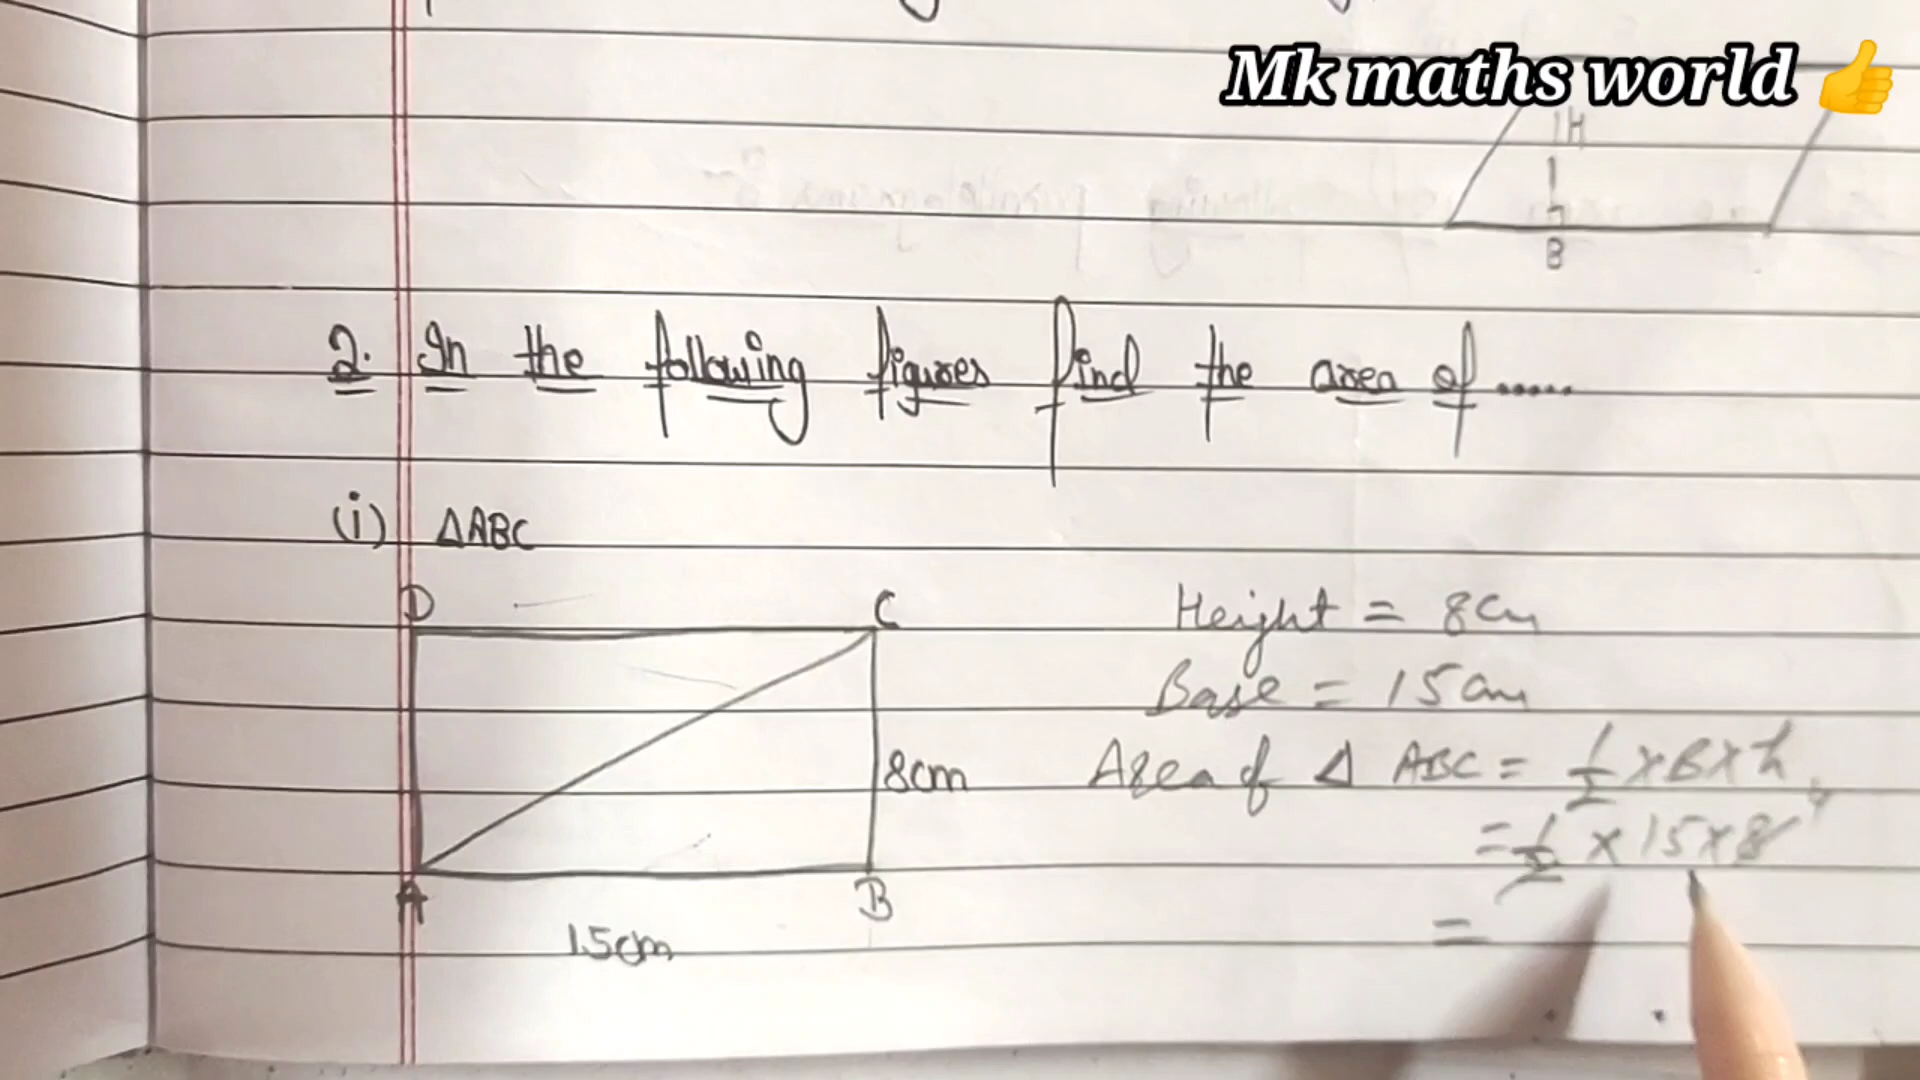 Mk maths world 👍
H
B
2. In the following figures find the area of ......
(i) ΔABC
D
C
Height = 8cm
Base = 15cm
8cm
Area of Δ ABC = 1/2 × b × h
= 1/2 × 15 × 8 4
=
A
B
15cm